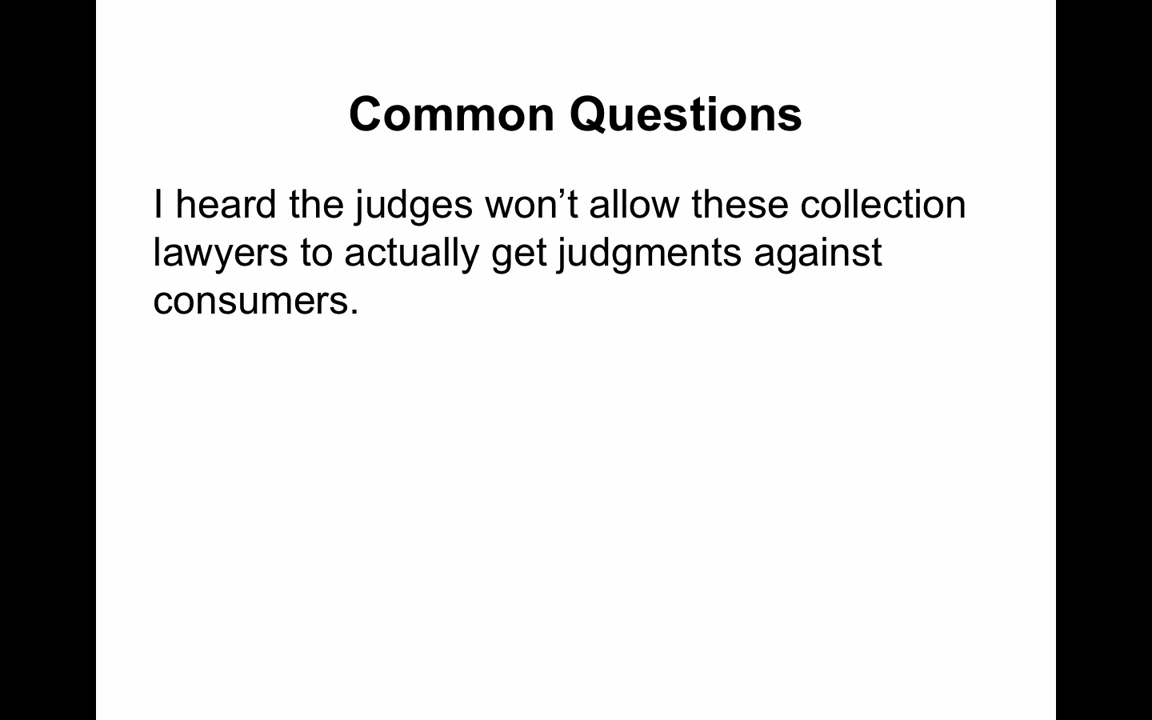 Common Questions
I heard the judges won’t allow these collection
lawyers to actually get judgments against
consumers.